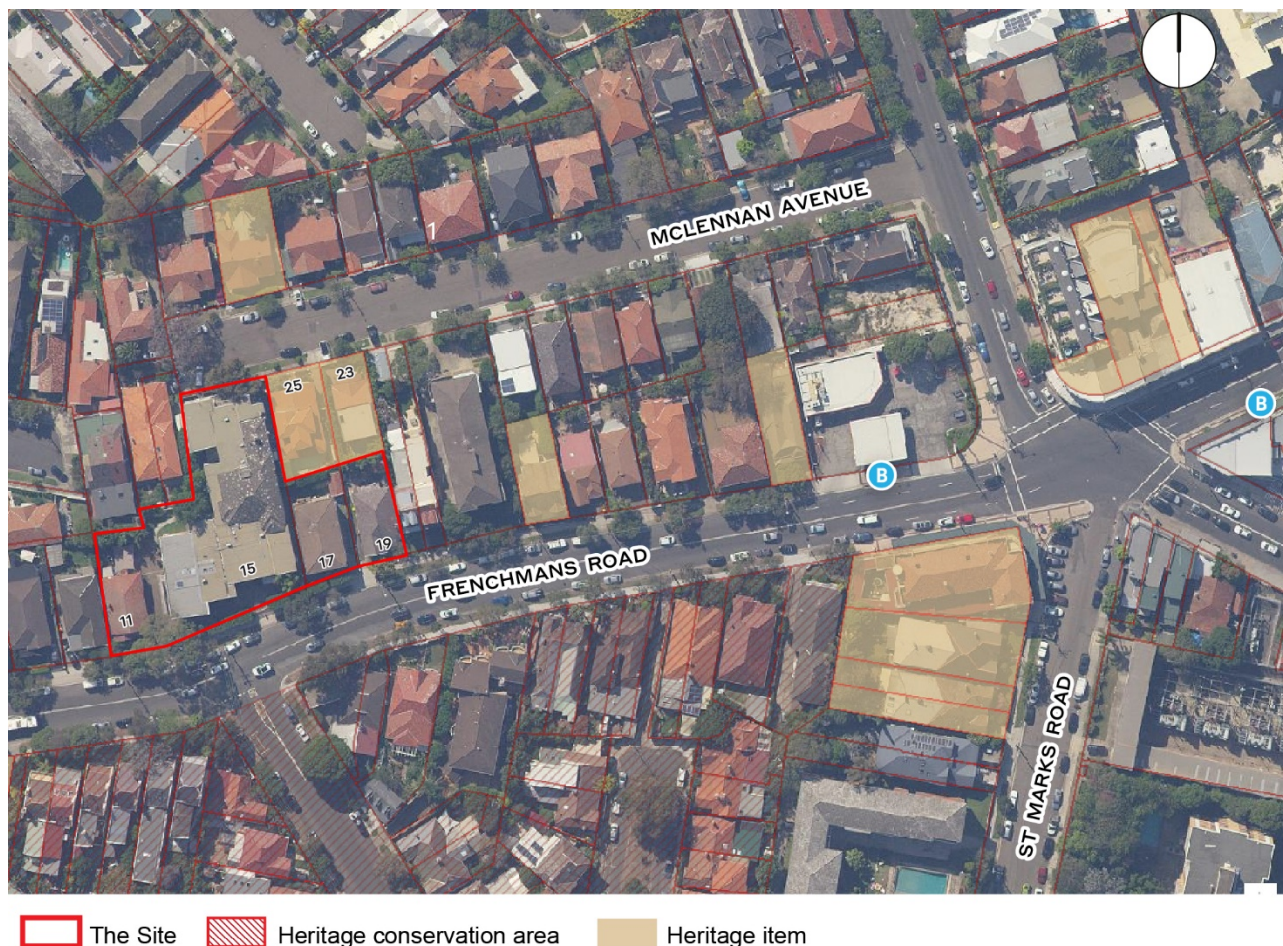 MCLENNAN AVENUE
25
23
B
B
19
17
15
11
FRENCHMANS ROAD
ST MARKS ROAD
The Site
Heritage conservation area
Heritage item